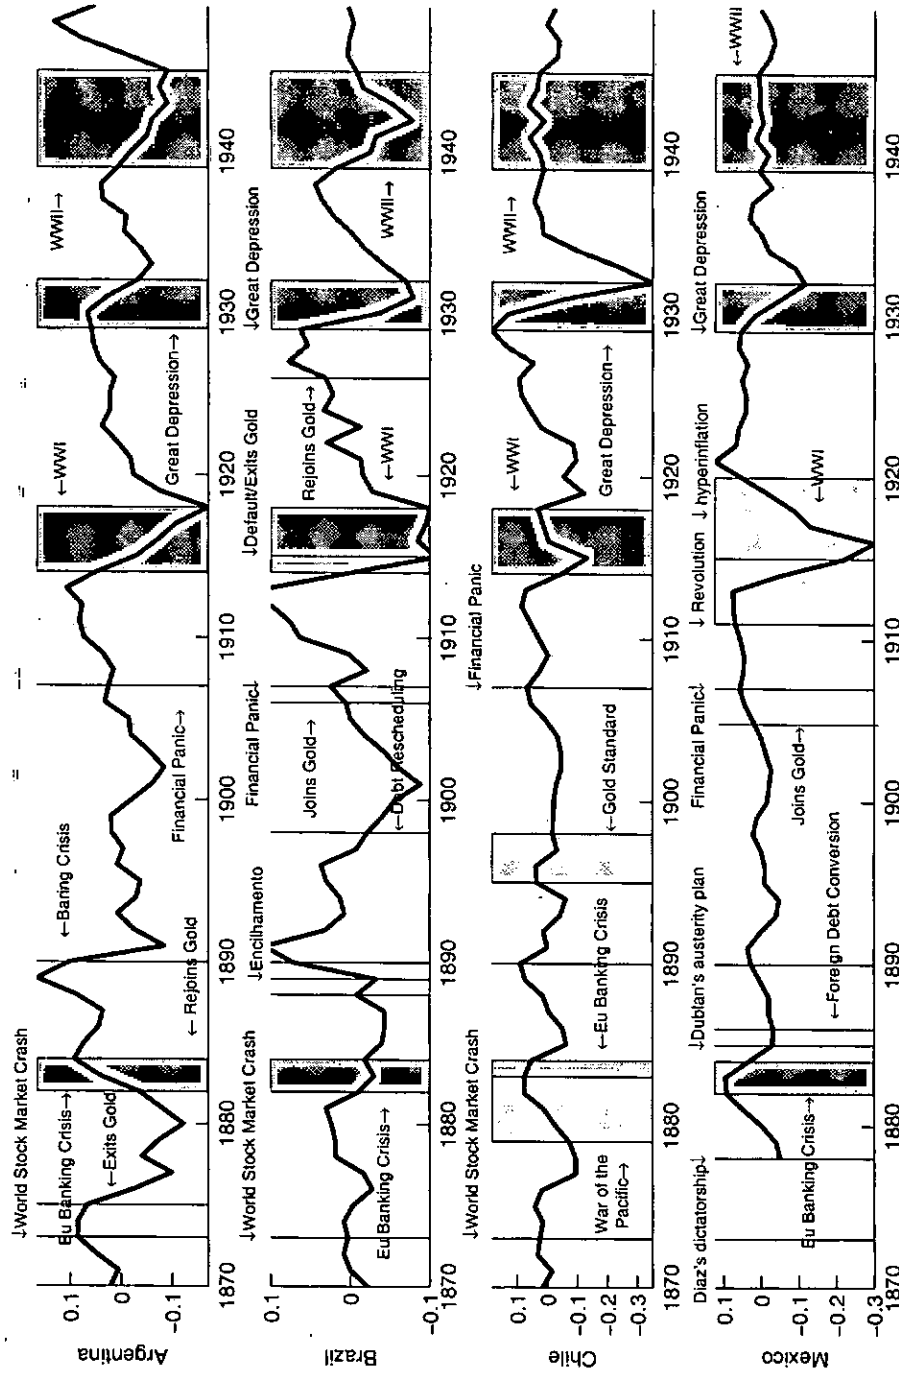 Argentina
↓World Stock Market Crash
Eu Banking Crisis→
←Exits Gold
←Rejoins Gold
←Baring Crisis
Financial Panic→
←WWI
Great Depression→
WWII→
0.1
0
−0.1
1870 1880 1890 1900 1910 1920 1930 1940
Brazil
↓World Stock Market Crash
Eu Banking Crisis→
↓Encilhamento
←Debt Rescheduling
Joins Gold→
Financial Panic↓
↓Default/Exits Gold
←WWI
Rejoins Gold→
↓Great Depression
WWII→
0.1
0
−0.1
1870 1880 1890 1900 1910 1920 1930 1940
Chile
↓World Stock Market Crash
War of the
Pacific→
←Eu Banking Crisis
←Gold Standard
↓Financial Panic
←WWI
Great Depression→
WWII→
0.1
0
−0.1
−0.2
−0.3
1870 1880 1890 1900 1910 1920 1930 1940
Mexico
Diaz's dictatorship↓
Eu Banking Crisis→
↓Dublan's austerity plan
←Foreign Debt Conversion
Joins Gold→
Financial Panic↓
↓Revolution
↓hyperinflation
←WWI
↓Great Depression
←WWII
0.1
0
−0.1
−0.2
−0.3
1870 1880 1890 1900 1910 1920 1930 1940